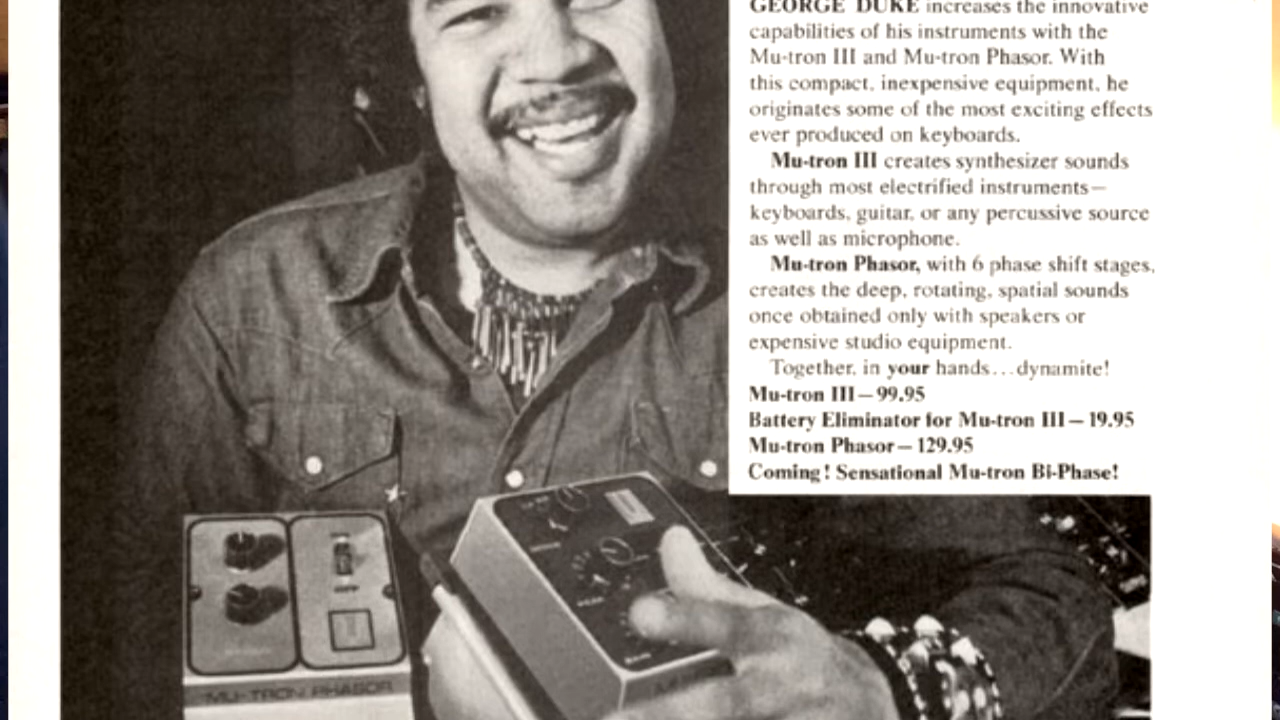 GEORGE DUKE increases the innovative
capabilities of his instruments with the
Mu-tron III and Mu-tron Phasor. With
this compact, inexpensive equipment, he
originates some of the most exciting effects
ever produced on keyboards.
Mu-tron III creates synthesizer sounds
through most electrified instruments—
keyboards, guitar, or any percussive source
as well as microphone.
Mu-tron Phasor, with 6 phase shift stages,
creates the deep, rotating, spatial sounds
once obtained only with speakers or
expensive studio equipment.
Together, in your hands...dynamite!
Mu-tron III—99.95
Battery Eliminator for Mu-tron III—19.95
Mu-tron Phasor—129.95
Coming! Sensational Mu-tron Bi-Phase!
MU-TRON PHASOR